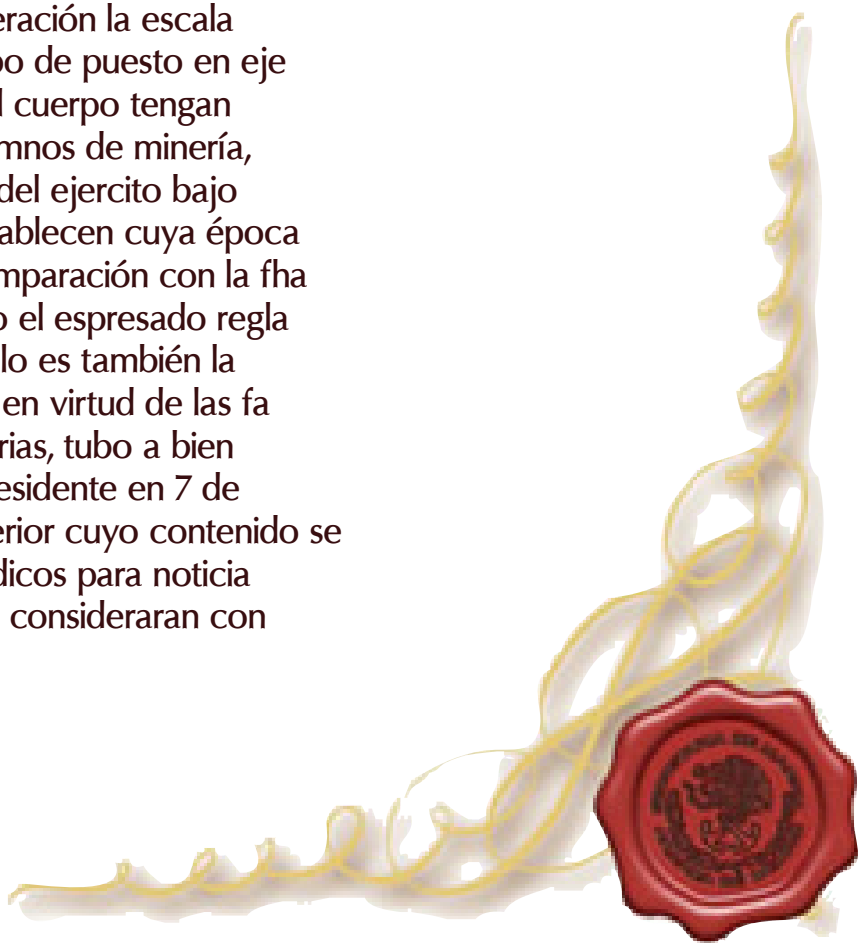 eración la escala
po de puesto en eje
l cuerpo tengan
mnos de minería,
del ejercito bajo
ablecen cuya época
mparación con la fha
o el espresado regla
lo es también la
en virtud de las fa
rias, tubo a bien
esidente en 7 de
erior cuyo contenido se
dicos para noticia
consideraran con